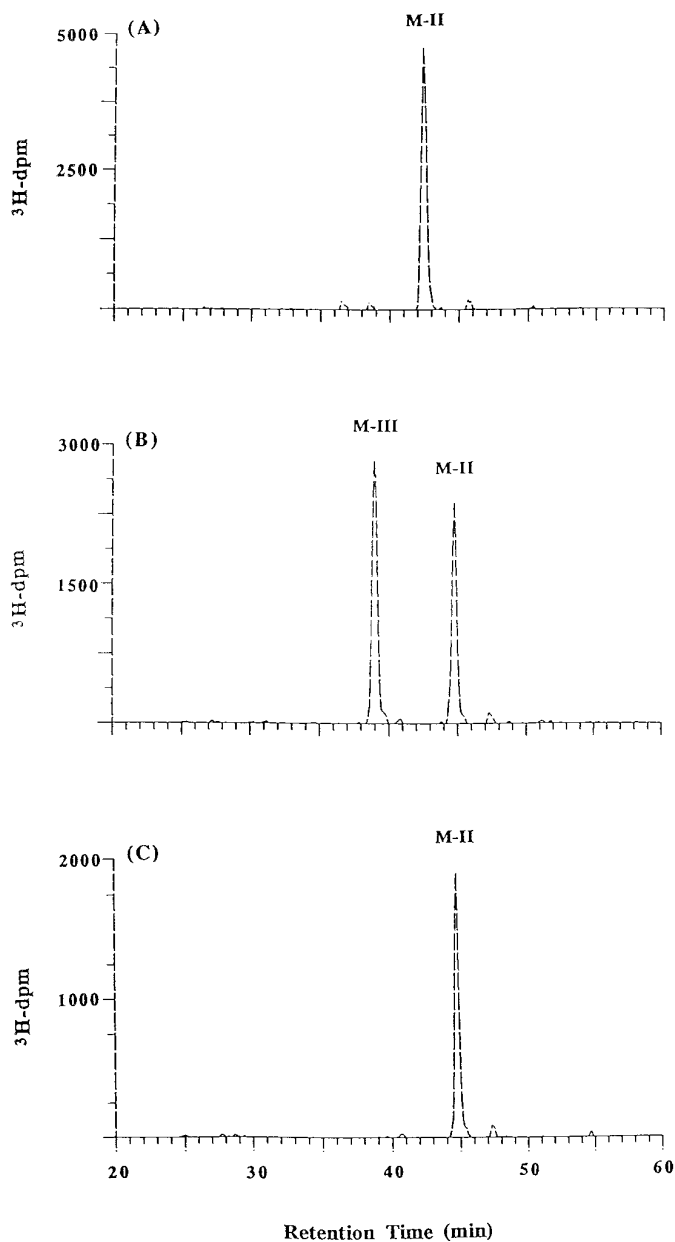 (A)
M-II
5000
2500
³H-dpm
(B)
M-III
M-II
3000
1500
³H-dpm
(C)
M-II
2000
1000
³H-dpm
20 30 40 50 60
Retention Time (min)